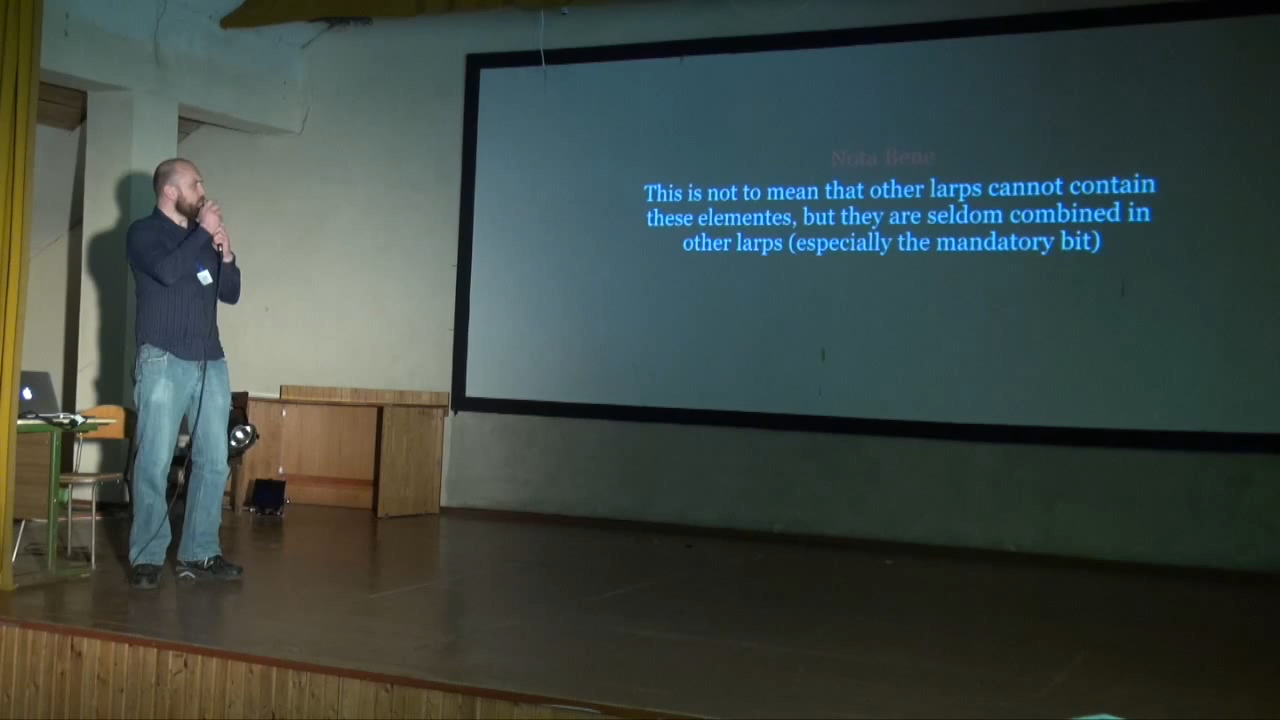 Nota Bene
This is not to mean that other larps cannot contain
these elementes, but they are seldom combined in
other larps (especially the mandatory bit)